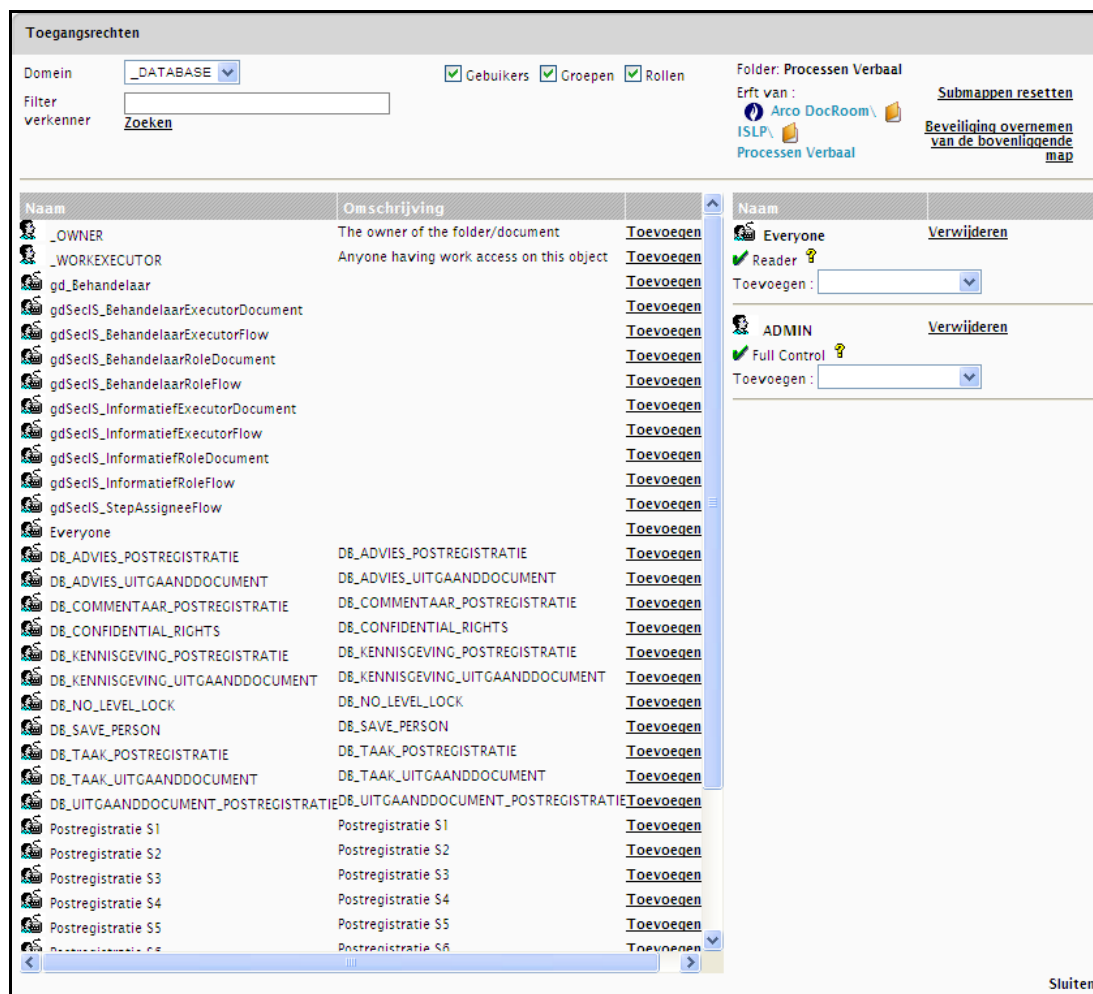 Toegangsrechten
Domein _DATABASE Gebuikers Groepen Rollen
Filter verkenner
Zoeken
Folder: Processen Verbaal
Erft van :
Arco DocRoom\
ISLP\
Processen Verbaal
Submappen resetten
Beveiliging overnemen
van de bovenliggende
map
Naam Omschrijving
_OWNER The owner of the folder/document Toevoegen
_WORKEXECUTOR Anyone having work access on this object Toevoegen
gd_Behandelaar Toevoegen
gdSecIS_BehandelaarExecutorDocument Toevoegen
gdSecIS_BehandelaarExecutorFlow Toevoegen
gdSecIS_BehandelaarRoleDocument Toevoegen
gdSecIS_BehandelaarRoleFlow Toevoegen
gdSecIS_InformatiefExecutorDocument Toevoegen
gdSecIS_InformatiefExecutorFlow Toevoegen
gdSecIS_InformatiefRoleDocument Toevoegen
gdSecIS_InformatiefRoleFlow Toevoegen
gdSecIS_StepAssigneeFlow Toevoegen
Everyone Toevoegen
DB_ADVIES_POSTREGISTRATIE DB_ADVIES_POSTREGISTRATIE Toevoegen
DB_ADVIES_UITGAANDDOCUMENT DB_ADVIES_UITGAANDDOCUMENT Toevoegen
DB_COMMENTAAR_POSTREGISTRATIE DB_COMMENTAAR_POSTREGISTRATIE Toevoegen
DB_CONFIDENTIAL_RIGHTS DB_CONFIDENTIAL_RIGHTS Toevoegen
DB_KENNISGEVING_POSTREGISTRATIE DB_KENNISGEVING_POSTREGISTRATIE Toevoegen
DB_KENNISGEVING_UITGAANDDOCUMENT DB_KENNISGEVING_UITGAANDDOCUMENT Toevoegen
DB_NO_LEVEL_LOCK DB_NO_LEVEL_LOCK Toevoegen
DB_SAVE_PERSON DB_SAVE_PERSON Toevoegen
DB_TAAK_POSTREGISTRATIE DB_TAAK_POSTREGISTRATIE Toevoegen
DB_TAAK_UITGAANDDOCUMENT DB_TAAK_UITGAANDDOCUMENT Toevoegen
DB_UITGAANDDOCUMENT_POSTREGISTRATIE DB_UITGAANDDOCUMENT_POSTREGISTRATIE Toevoegen
Postregistratie S1 Postregistratie S1 Toevoegen
Postregistratie S2 Postregistratie S2 Toevoegen
Postregistratie S3 Postregistratie S3 Toevoegen
Postregistratie S4 Postregistratie S4 Toevoegen
Postregistratie S5 Postregistratie S5 Toevoegen
Postregistratie S6 Postregistratie S6 Toevoegen
Naam
Everyone Verwijderen
Reader
Toevoegen :
ADMIN Verwijderen
Full Control
Toevoegen :
Sluiten